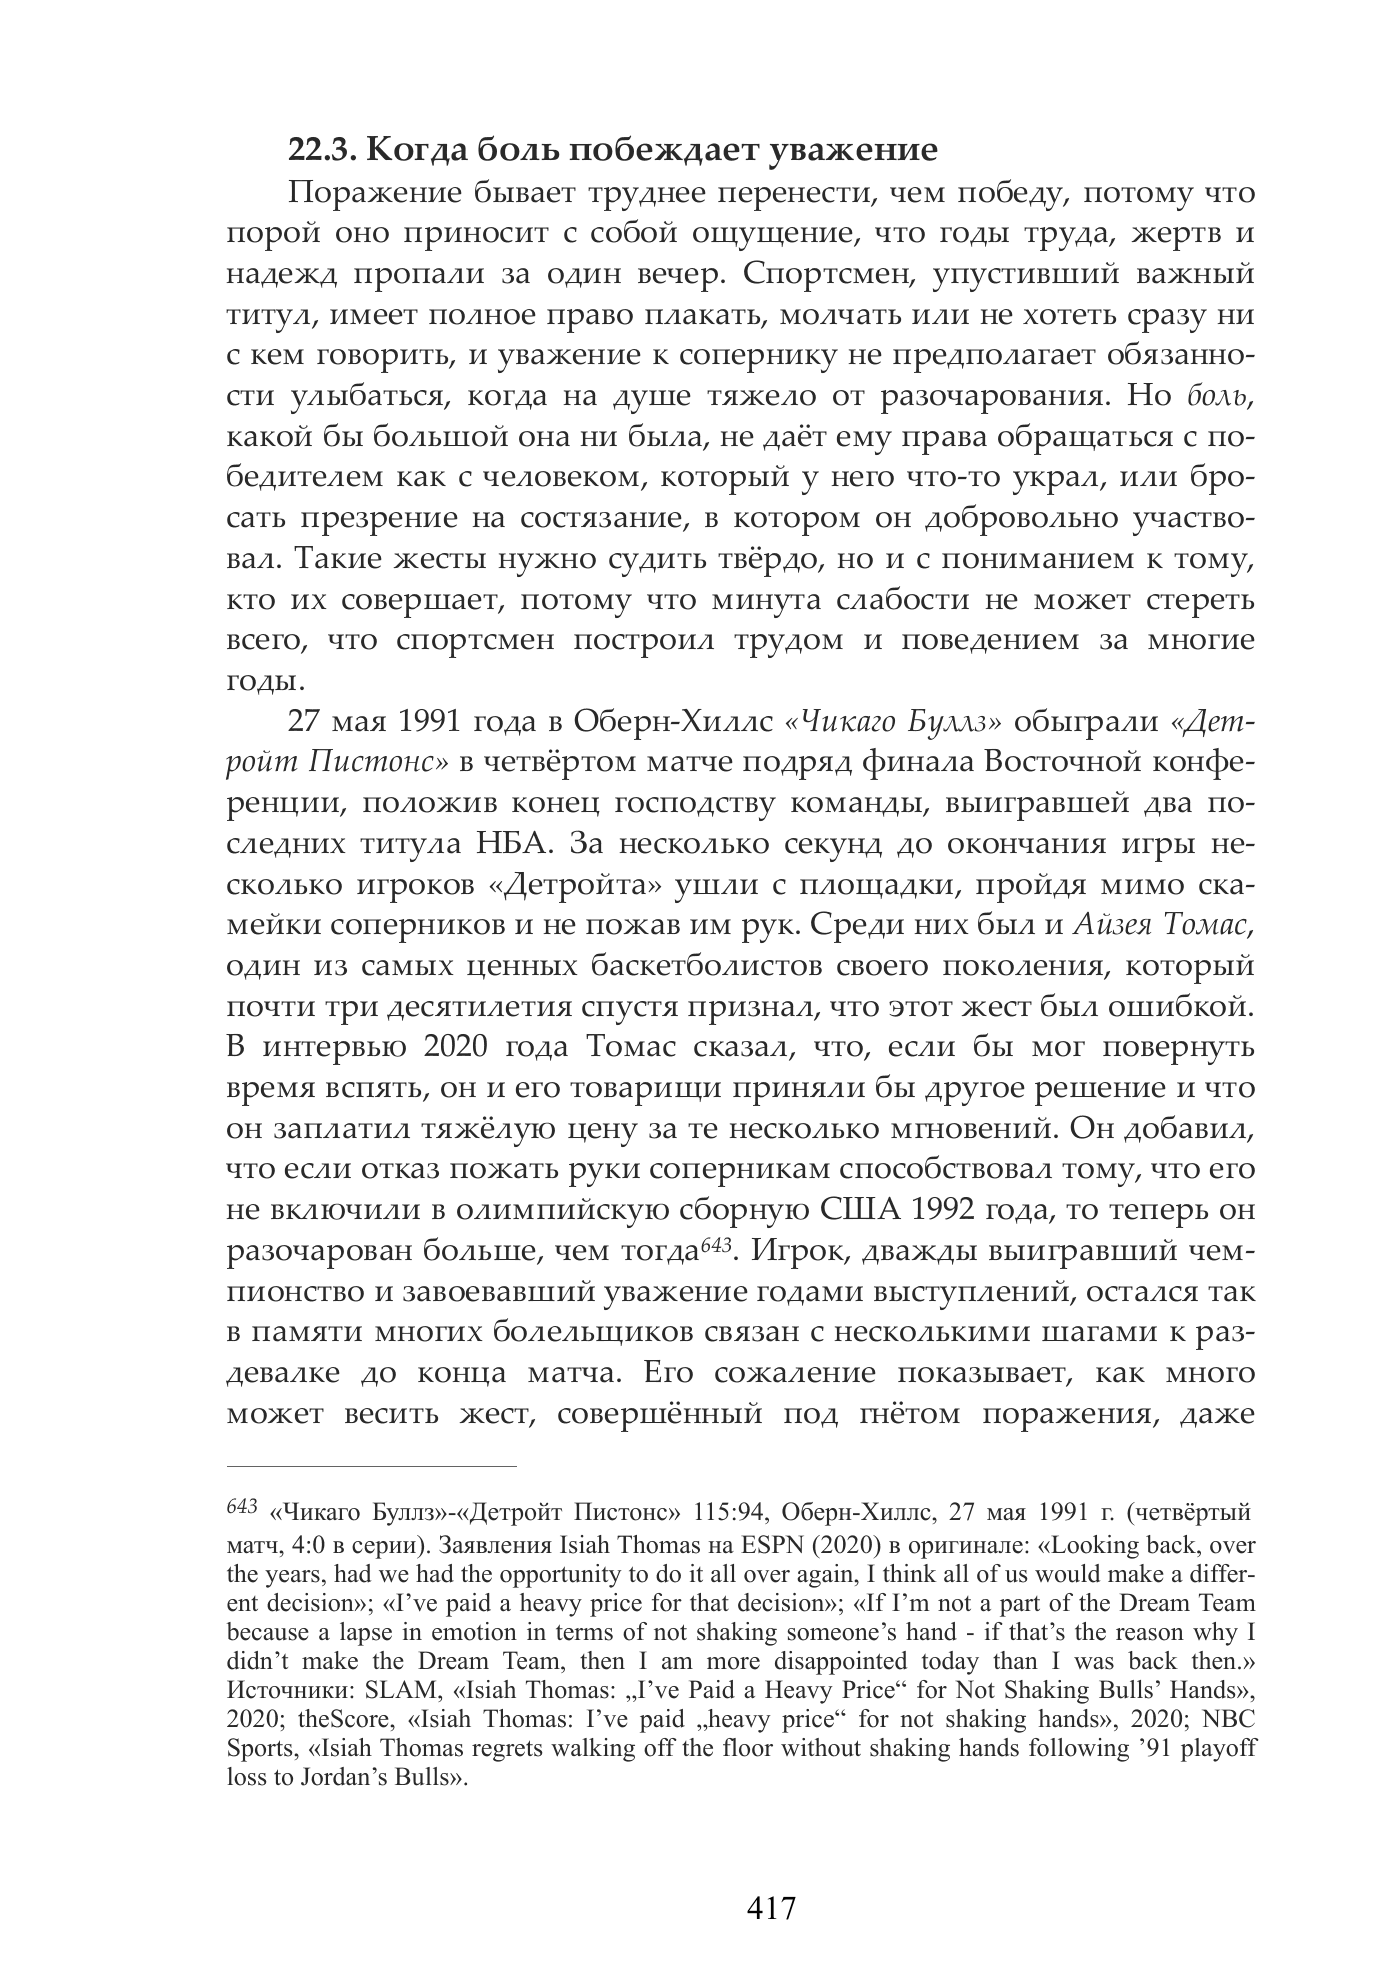 22.3. Когда боль побеждает уважение
Поражение бывает труднее перенести, чем победу, потому что
порой оно приносит с собой ощущение, что годы труда, жертв и
надежд пропали за один вечер. Спортсмен, упустивший важный
титул, имеет полное право плакать, молчать или не хотеть сразу ни
с кем говорить, и уважение к сопернику не предполагает обязанно-
сти улыбаться, когда на душе тяжело от разочарования. Но боль,
какой бы большой она ни была, не даёт ему права обращаться с по-
бедителем как с человеком, который у него что-то украл, или бро-
сать презрение на состязание, в котором он добровольно участво-
вал. Такие жесты нужно судить твёрдо, но и с пониманием к тому,
кто их совершает, потому что минута слабости не может стереть
всего, что спортсмен построил трудом и поведением за многие
годы.
27 мая 1991 года в Оберн-Хиллс «Чикаго Буллз» обыграли «Дет-
ройт Пистонс» в четвёртом матче подряд финала Восточной конфе-
ренции, положив конец господству команды, выигравшей два по-
следних титула НБА. За несколько секунд до окончания игры не-
сколько игроков «Детройта» ушли с площадки, пройдя мимо ска-
мейки соперников и не пожав им рук. Среди них был и Айзея Томас,
один из самых ценных баскетболистов своего поколения, который
почти три десятилетия спустя признал, что этот жест был ошибкой.
В интервью 2020 года Томас сказал, что, если бы мог повернуть
время вспять, он и его товарищи приняли бы другое решение и что
он заплатил тяжёлую цену за те несколько мгновений. Он добавил,
что если отказ пожать руки соперникам способствовал тому, что его
не включили в олимпийскую сборную США 1992 года, то теперь он
разочарован больше, чем тогда643. Игрок, дважды выигравший чем-
пионство и завоевавший уважение годами выступлений, остался так
в памяти многих болельщиков связан с несколькими шагами к раз-
девалке до конца матча. Его сожаление показывает, как много
может весить жест, совершённый под гнётом поражения, даже
643 «Чикаго Буллз»-«Детройт Пистонс» 115:94, Оберн-Хиллс, 27 мая 1991 г. (четвёртый
матч, 4:0 в серии). Заявления Isiah Thomas на ESPN (2020) в оригинале: «Looking back, over
the years, had we had the opportunity to do it all over again, I think all of us would make a differ-
ent decision»; «I’ve paid a heavy price for that decision»; «If I’m not a part of the Dream Team
because a lapse in emotion in terms of not shaking someone’s hand - if that’s the reason why I
didn’t make the Dream Team, then I am more disappointed today than I was back then.»
Источники: SLAM, «Isiah Thomas: „I’ve Paid a Heavy Price“ for Not Shaking Bulls’ Hands»,
2020; theScore, «Isiah Thomas: I’ve paid „heavy price“ for not shaking hands», 2020; NBC
Sports, «Isiah Thomas regrets walking off the floor without shaking hands following ’91 playoff
loss to Jordan’s Bulls».
417